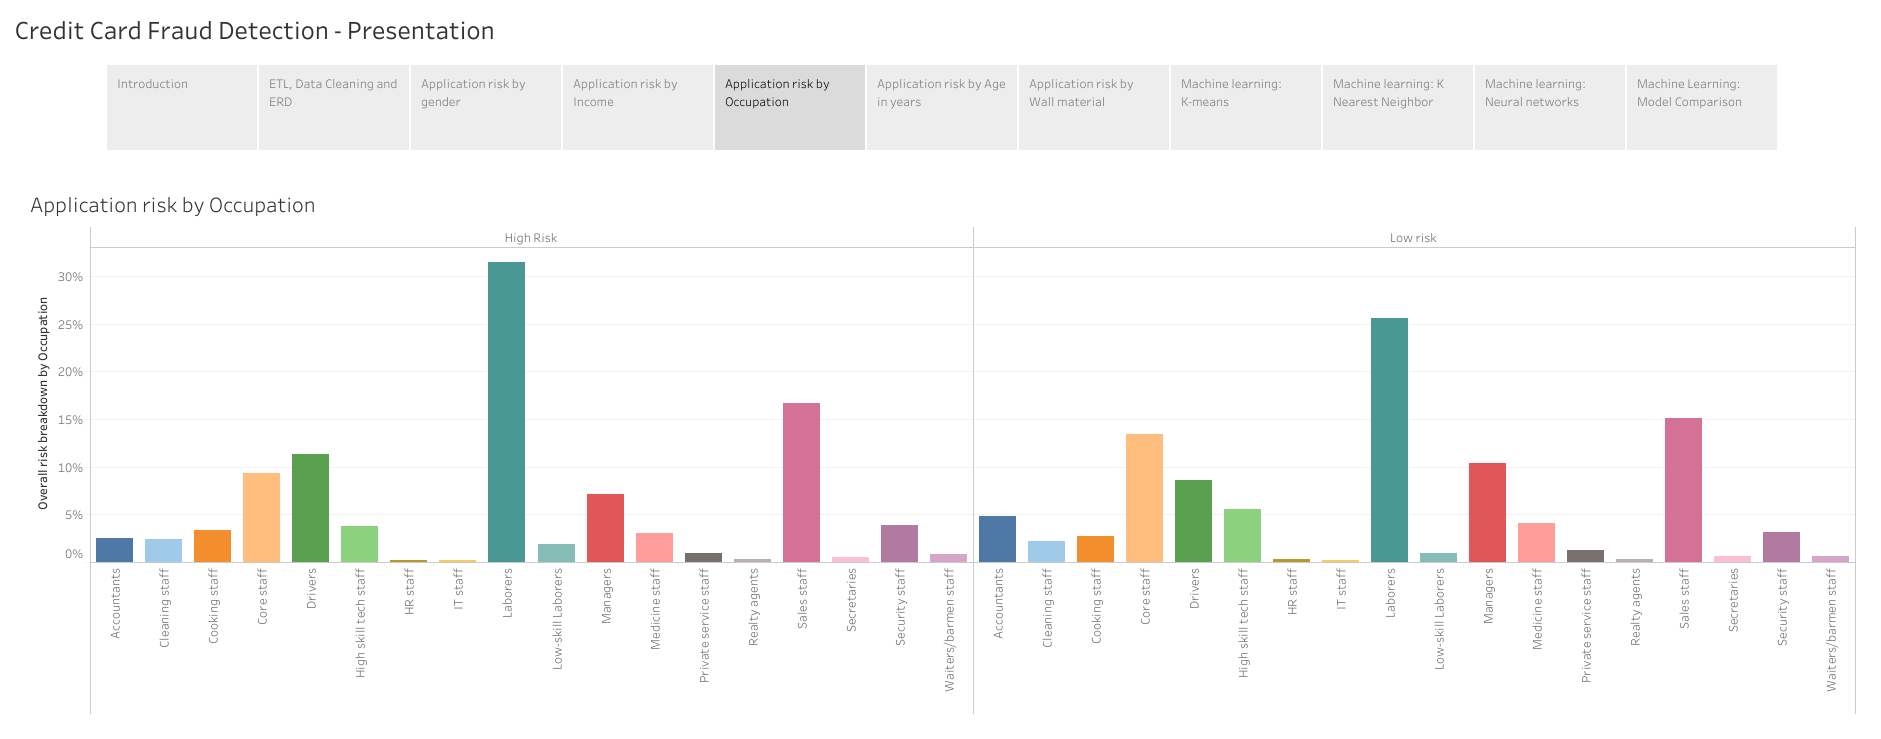 Credit Card Fraud Detection - Presentation
Introduction
ETL, Data Cleaning and
ERD
Application risk by
gender
Application risk by
Income
Application risk by
Occupation
Application risk by Age
in years
Application risk by
Wall material
Machine learning:
K-means
Machine learning: K
Nearest Neighbor
Machine learning:
Neural networks
Machine Learning:
Model Comparison
Application risk by Occupation
High Risk
Low risk
Overall risk breakdown by Occupation
30%
25%
20%
15%
10%
5%
0%
Accountants
Cleaning staff
Cooking staff
Core staff
Drivers
High skill tech staff
HR staff
IT staff
Laborers
Low-skill Laborers
Managers
Medicine staff
Private service staff
Realty agents
Sales staff
Secretaries
Security staff
Waiters/barmen staff
Accountants
Cleaning staff
Cooking staff
Core staff
Drivers
High skill tech staff
HR staff
IT staff
Laborers
Low-skill Laborers
Managers
Medicine staff
Private service staff
Realty agents
Sales staff
Secretaries
Security staff
Waiters/barmen staff